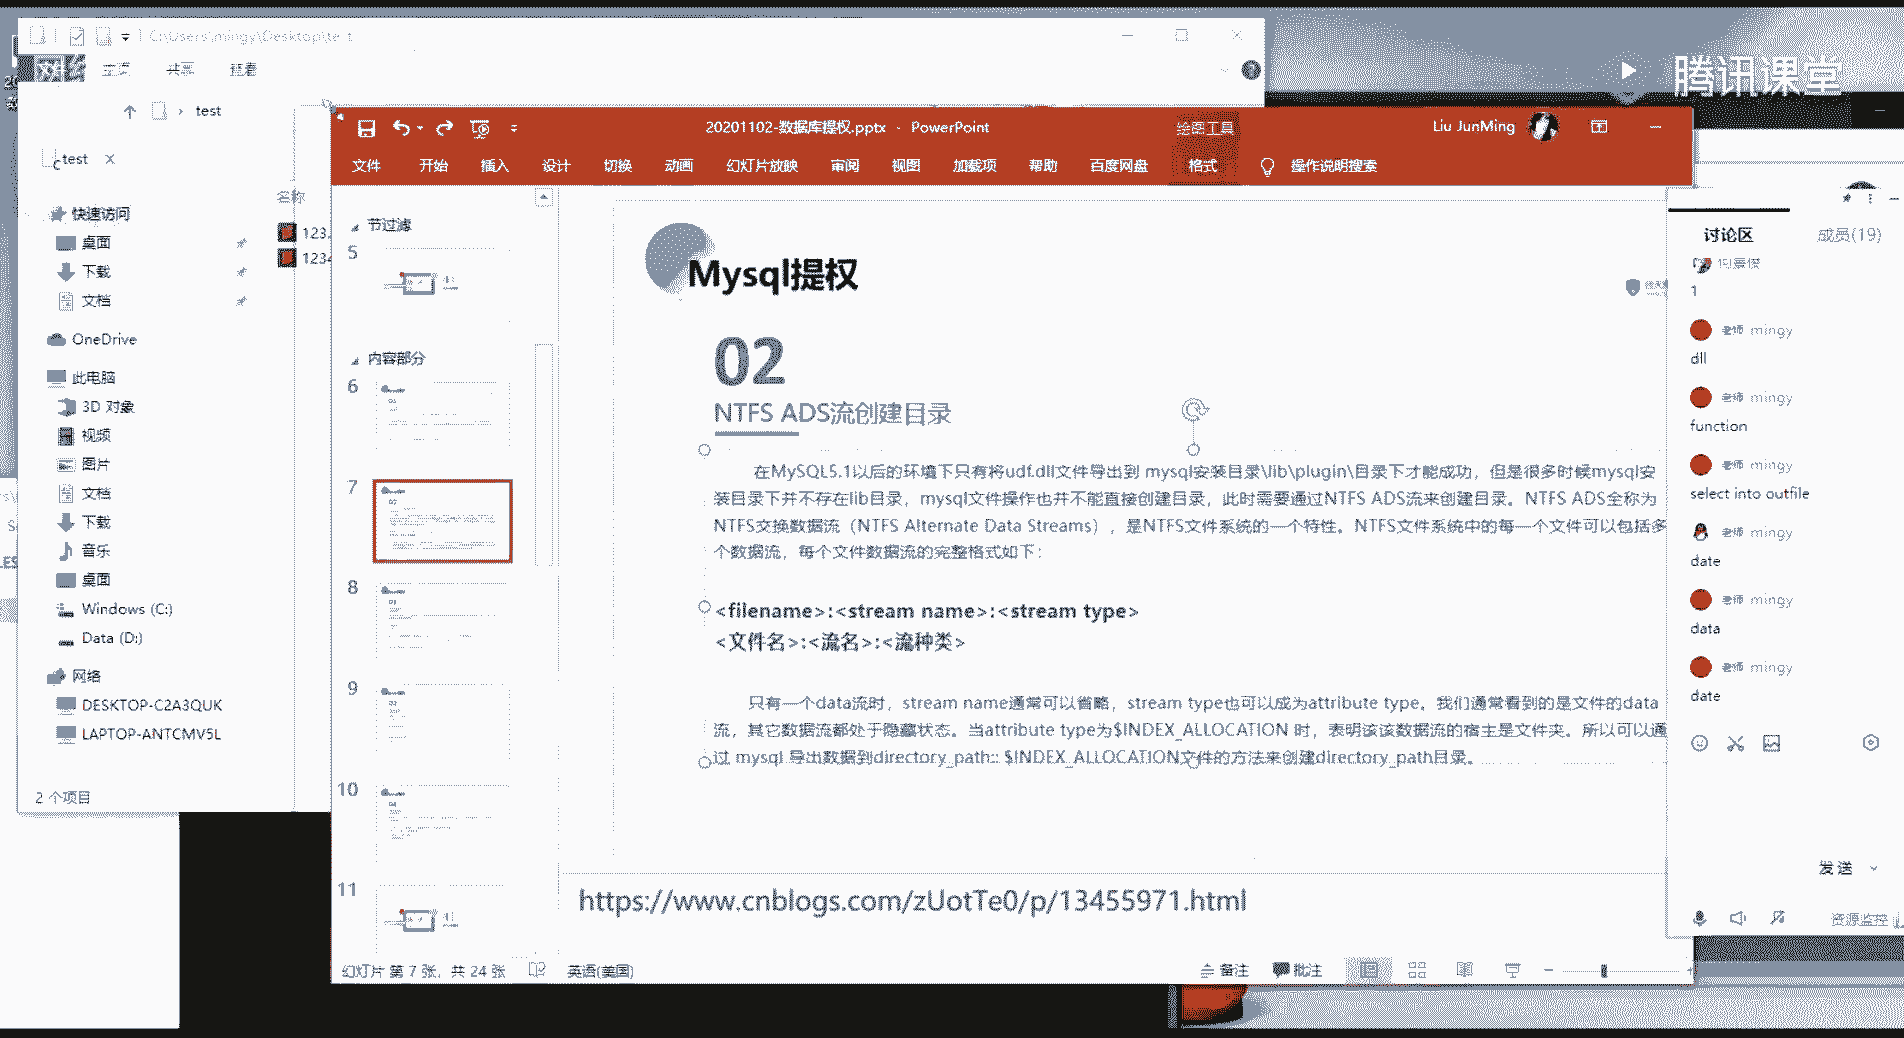 C:\Users\mingy\Desktop\te t
主页 共享 查看
腾讯课堂
test
test
快速访问
桌面
下载
文档
OneDrive
此电脑
3D 对象
视频
图片
文档
下载
音乐
桌面
Windows (C:)
Data (D:)
网络
DESKTOP-C2A3QUK
LAPTOP-ANTCMV5L
2 个项目
名称
123.
1234
20201102-数据库提权.pptx - PowerPoint
绘图工具
Liu JunMing
文件 开始 插入 设计 切换 动画 幻灯片放映 审阅 视图 加载项 帮助 百度网盘 格式 操作说明搜索
节过滤
5
内容部分
6
7
8
9
10
11
Mysql提权
02
NTFS ADS流创建目录
在MySQL5.1以后的环境下只有将udf.dll文件导出到 mysql安装目录\lib\plugin\目录下才能成功，但是很多时候mysql安
装目录下并不存在lib目录，mysql文件操作也并不能直接创建目录，此时需要通过NTFS ADS流来创建目录。NTFS ADS全称为
NTFS交换数据流（NTFS Alternate Data Streams），是NTFS文件系统的一个特性。NTFS文件系统中的每一个文件可以包括多
个数据流，每个文件数据流的完整格式如下：
<filename>:<stream name>:<stream type>
<文件名>:<流名>:<流种类>
只有一个data流时，stream name通常可以省略，stream type也可以成为attribute type。我们通常看到的是文件的data
流，其它数据流都处于隐藏状态。当attribute type为$INDEX_ALLOCATION 时，表明该该数据流的宿主是文件夹。所以可以通
过 mysql 导出数据到directory_path:: $INDEX_ALLOCATION文件的方法来创建directory_path目录。
https://www.cnblogs.com/zUotTe0/p/13455971.html
幻灯片 第 7 张，共 24 张 英语(美国)
备注 批注
讨论区 成员(19)
1
老师 mingy
dll
老师 mingy
function
老师 mingy
select into outfile
老师 mingy
date
老师 mingy
data
老师 mingy
date
发送
资源监控